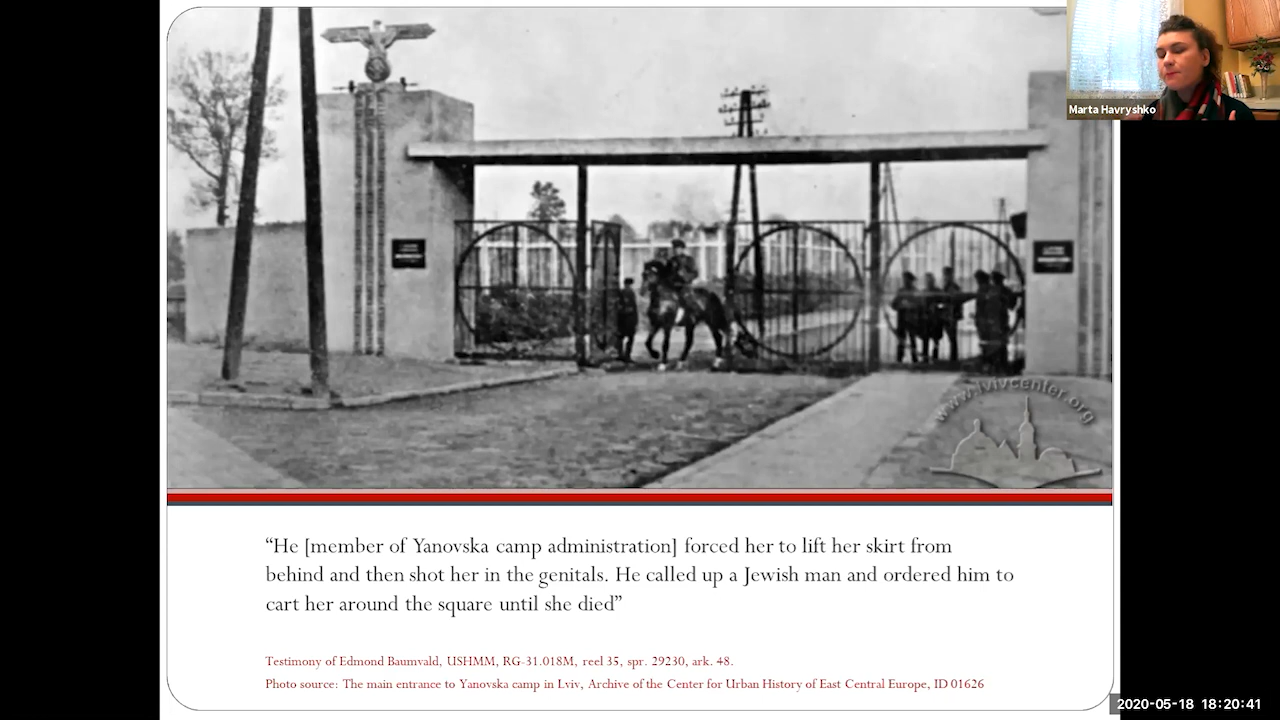 Marta Havryshko
www.lvivcenter.org
“He [member of Yanovska camp administration] forced her to lift her skirt from
behind and then shot her in the genitals. He called up a Jewish man and ordered him to
cart her around the square until she died”
Testimony of Edmond Baumvald, USHMM, RG-31.018M, reel 35, spr. 29230, ark. 48.
Photo source: The main entrance to Yanovska camp in Lviv, Archive of the Center for Urban History of East Central Europe, ID 01626
2020-05-18 18:20:41